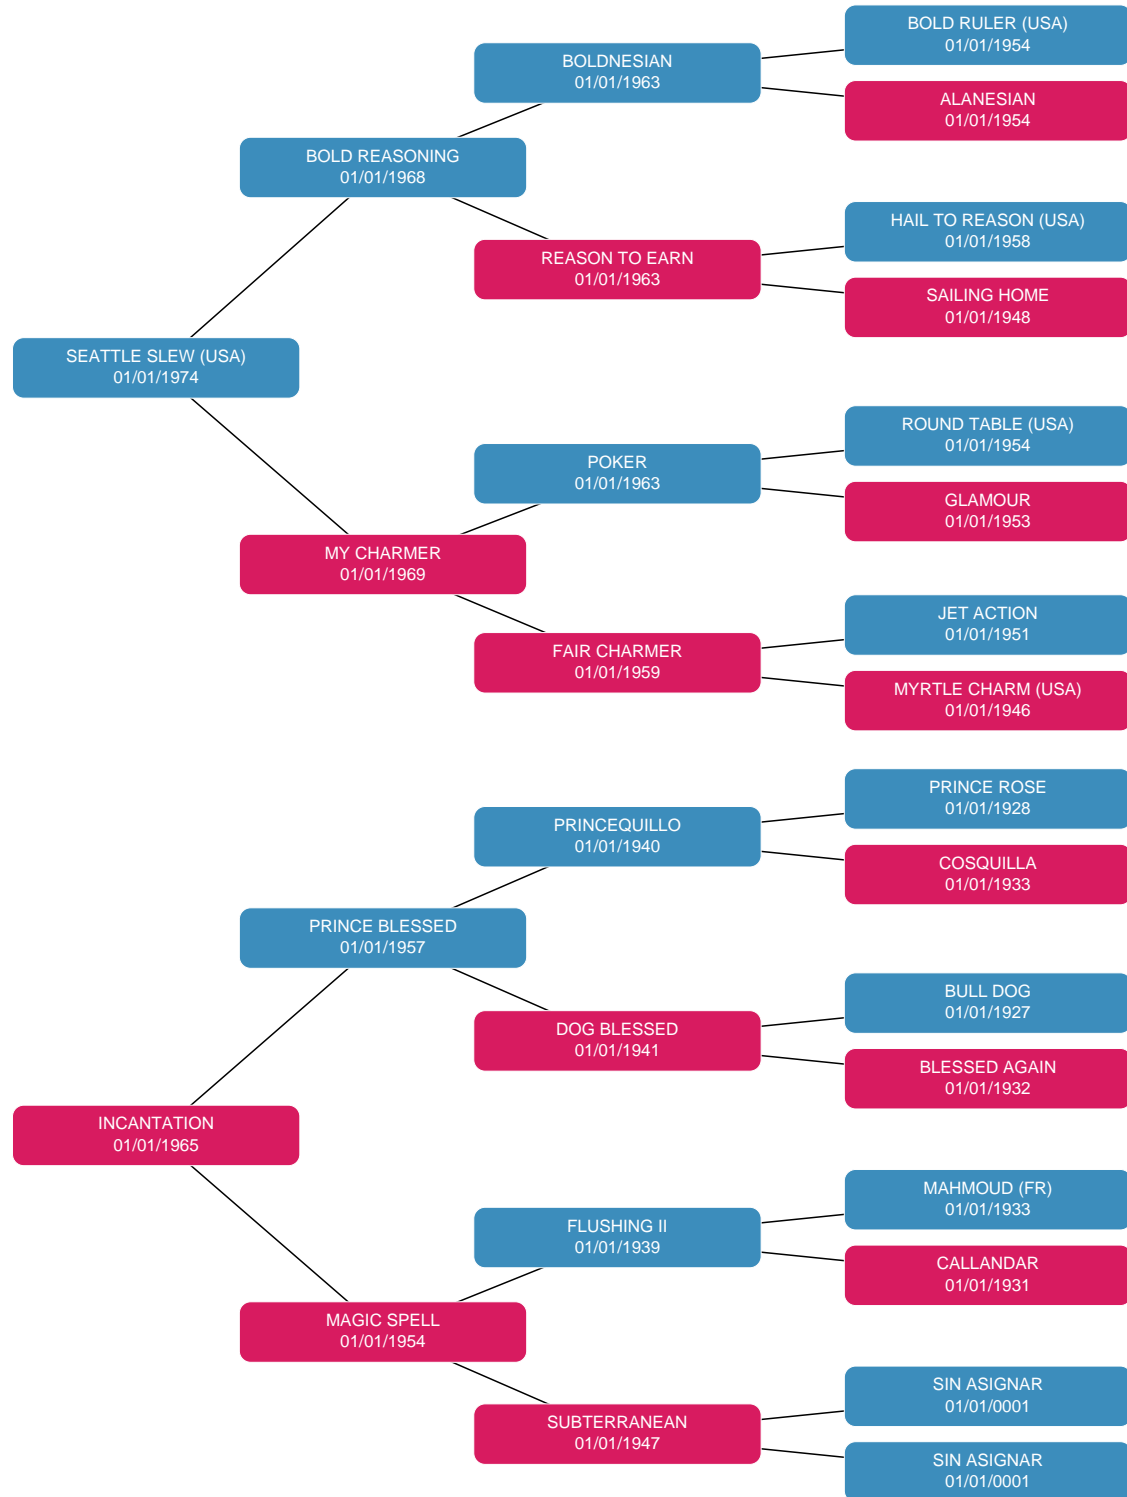 BOLD RULER (USA)
01/01/1954
BOLDNESIAN
01/01/1963
ALANESIAN
01/01/1954
BOLD REASONING
01/01/1968
HAIL TO REASON (USA)
01/01/1958
REASON TO EARN
01/01/1963
SAILING HOME
01/01/1948
SEATTLE SLEW (USA)
01/01/1974
ROUND TABLE (USA)
01/01/1954
POKER
01/01/1963
GLAMOUR
01/01/1953
MY CHARMER
01/01/1969
JET ACTION
01/01/1951
FAIR CHARMER
01/01/1959
MYRTLE CHARM (USA)
01/01/1946
PRINCE ROSE
01/01/1928
PRINCEQUILLO
01/01/1940
COSQUILLA
01/01/1933
PRINCE BLESSED
01/01/1957
BULL DOG
01/01/1927
DOG BLESSED
01/01/1941
BLESSED AGAIN
01/01/1932
INCANTATION
01/01/1965
MAHMOUD (FR)
01/01/1933
FLUSHING II
01/01/1939
CALLANDAR
01/01/1931
MAGIC SPELL
01/01/1954
SIN ASIGNAR
01/01/0001
SUBTERRANEAN
01/01/1947
SIN ASIGNAR
01/01/0001